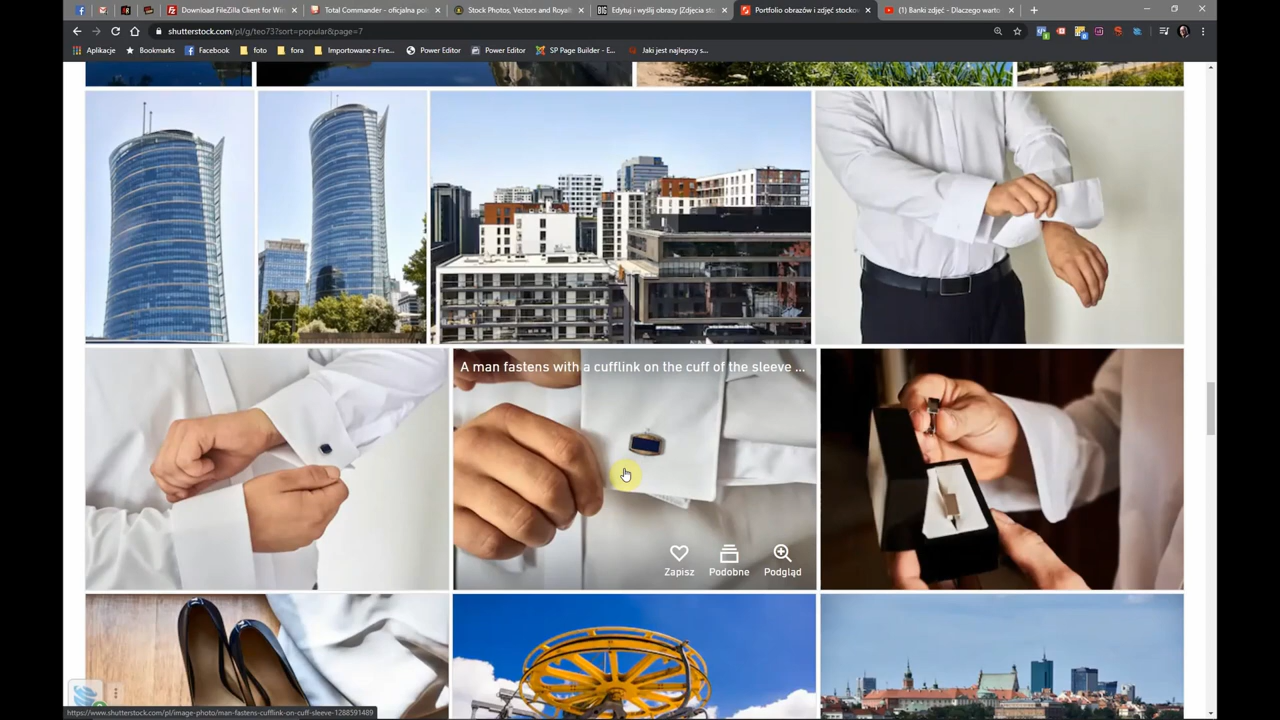 Download FileZilla Client for Win
Total Commander - oficjalna pol
Stock Photos, Vectors and Royalt
BIG
Edytuj i wyślij obrazy [Zdjęcia sto
Portfolio obrazów i zdjęć stocko
(1) Banki zdjęć - Dlaczego warto
shutterstock.com/pl/g/teo73?sort=popular&page=7
Aplikacje
Bookmarks
Facebook
foto
fora
Importowane z Fire...
Power Editor
Power Editor
SP Page Builder - E...
Jaki jest najlepszy s...
A man fastens with a cufflink on the cuff of the sleeve ...
Zapisz
Podobne
Podgląd
https://www.shutterstock.com/pl/image-photo/man-fastens-cufflink-on-cuff-sleeve-1288591489